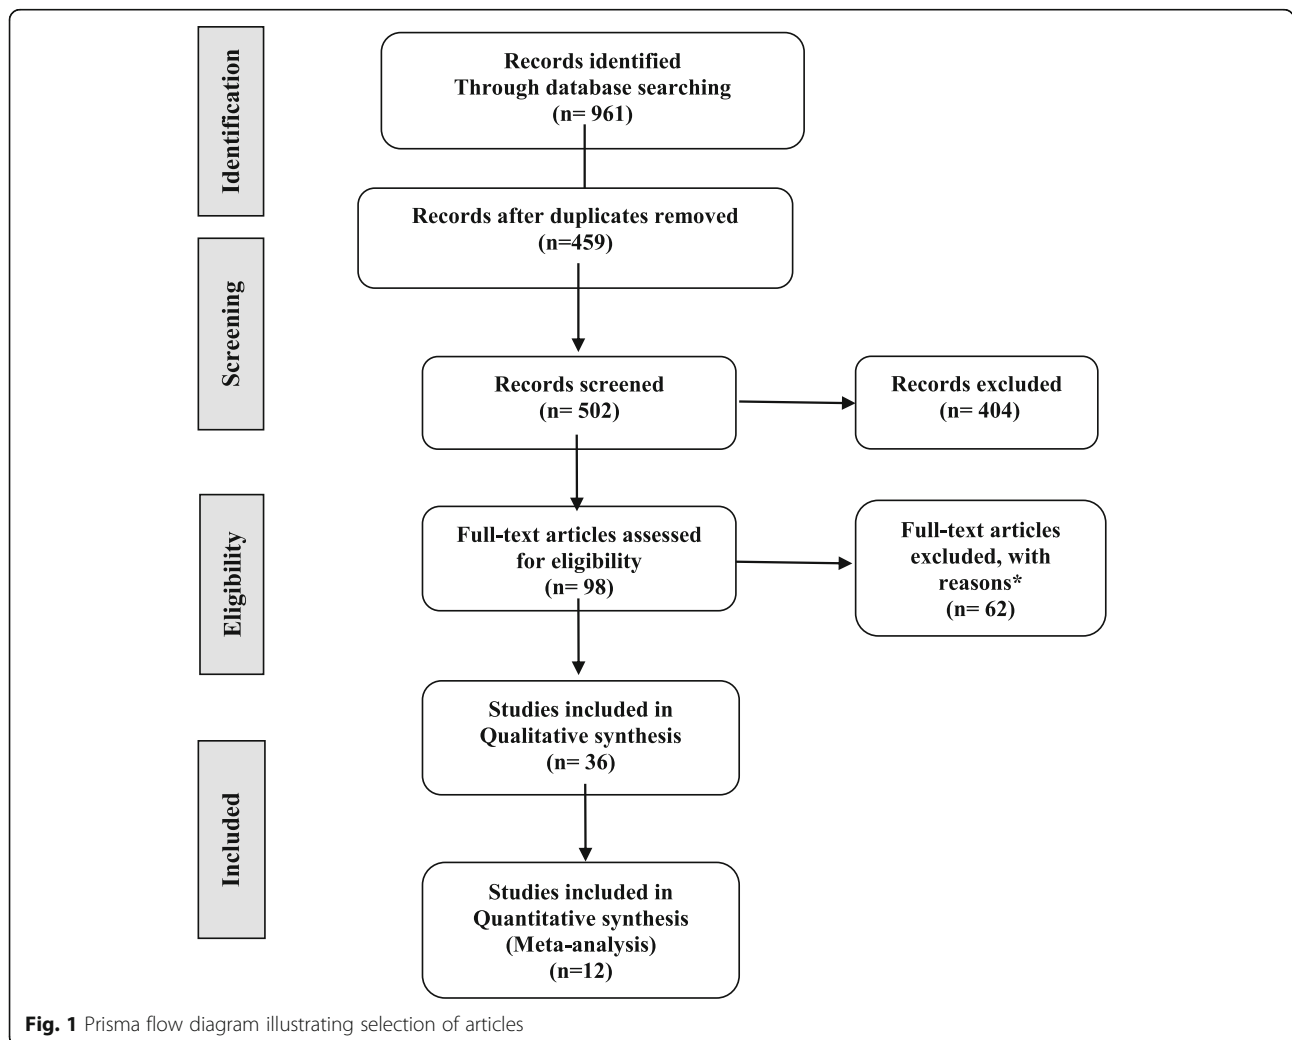 Identification
Records identified
Through database searching
(n= 961)
Records after duplicates removed
(n=459)
Screening
Records screened
(n= 502)
Records excluded
(n= 404)
Eligibility
Full-text articles assessed
for eligibility
(n= 98)
Full-text articles
excluded, with
reasons*
(n= 62)
Studies included in
Qualitative synthesis
(n= 36)
Included
Studies included in
Quantitative synthesis
(Meta-analysis)
(n=12)
Fig. 1 Prisma flow diagram illustrating selection of articles